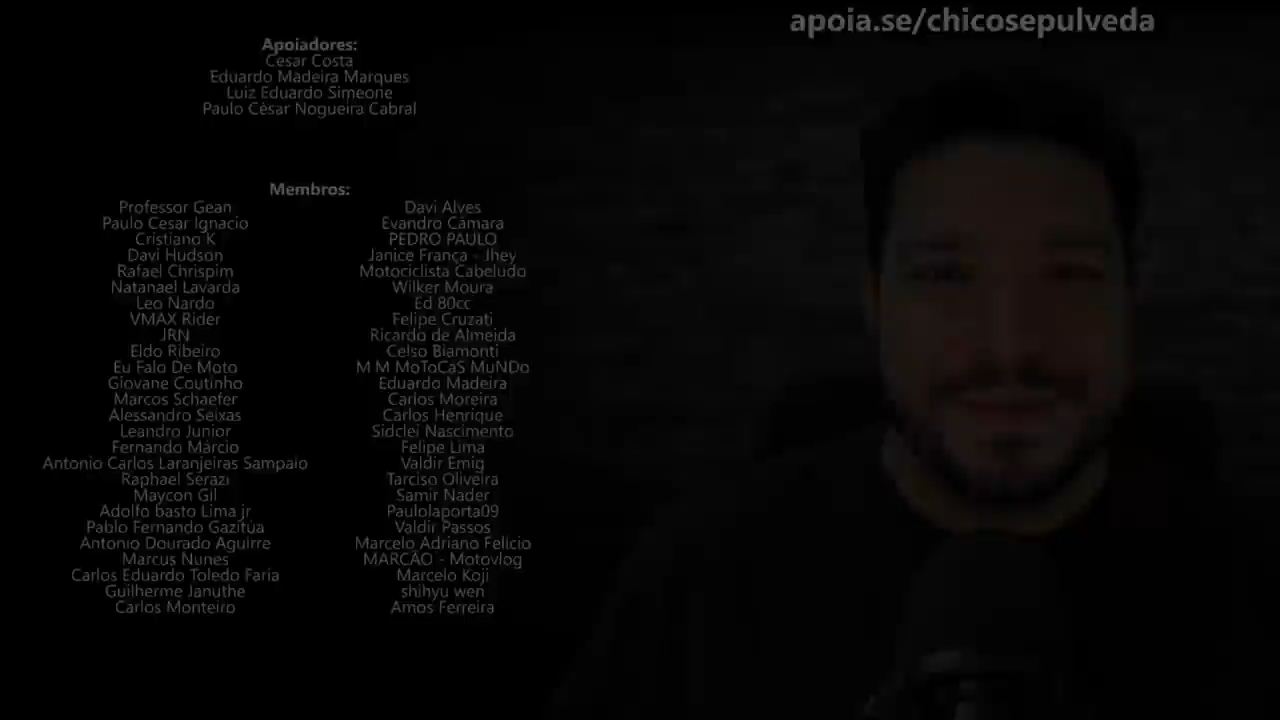 apoia.se/chicosepulveda
Apoiadores:
Cesar Costa
Eduardo Madeira Marques
Luiz Eduardo Simeone
Paulo César Nogueira Cabral
Membros:
Professor Gean
Paulo Cesar Ignacio
Cristiano K
Davi Hudson
Rafael Chrispim
Natanael Lavarda
Leo Nardo
VMAX Rider
JRN
Eldo Ribeiro
Eu Falo De Moto
Giovane Coutinho
Marcos Schaefer
Alessandro Seixas
Leandro Junior
Fernando Márcio
Antonio Carlos Laranjeiras Sampaio
Raphael Serazi
Maycon Gil
Adolfo basto Lima jr
Pablo Fernando Gazitúa
Antonio Dourado Aguirre
Marcus Nunes
Carlos Eduardo Toledo Faria
Guilherme Januthe
Carlos Monteiro
Davi Alves
Evandro Câmara
PEDRO PAULO
Janice França - Jhey
Motociclista Cabeludo
Wilker Moura
Ed 80cc
Felipe Cruzati
Ricardo de Almeida
Celso Biamonti
M M MoToCaS MuNDo
Eduardo Madeira
Carlos Moreira
Carlos Henrique
Sidclei Nascimento
Felipe Lima
Valdir Emig
Tarciso Oliveira
Samir Nader
Paulolaporta09
Valdir Passos
Marcelo Adriano Felicio
MARCÃO - Motovlog
Marcelo Koji
shihyu wen
Amos Ferreira